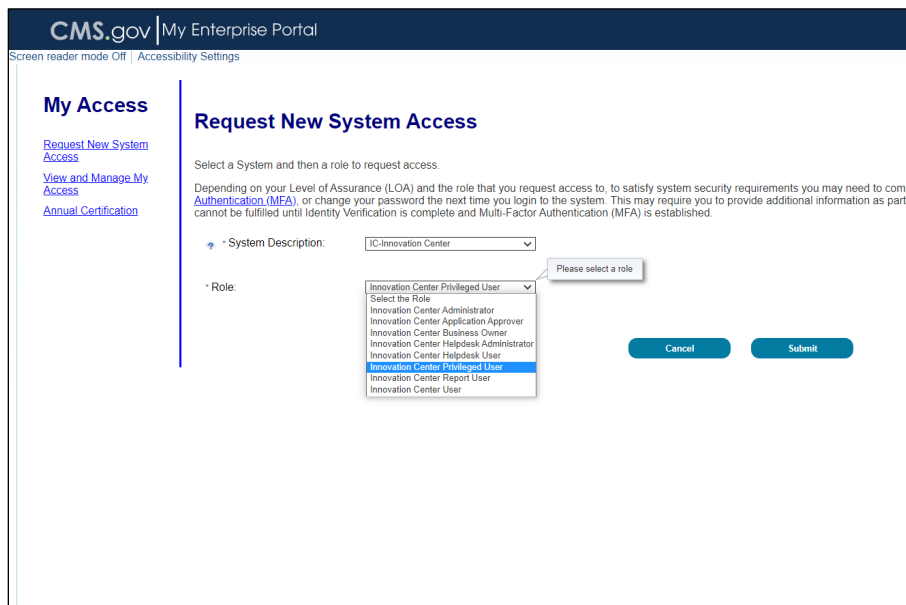 CMS.gov My Enterprise Portal
Screen reader mode Off Accessibility Settings
My Access
Request New System
Access
View and Manage My
Access
Annual Certification
Request New System Access
Select a System and then a role to request access.
Depending on your Level of Assurance (LOA) and the role that you request access to, to satisfy system security requirements you may need to com
Authentication (MFA), or change your password the next time you login to the system. This may require you to provide additional information as part
cannot be fulfilled until Identity Verification is complete and Multi-Factor Authentication (MFA) is established.
? * System Description: IC-Innovation Center
Please select a role
* Role: Innovation Center Privileged User
Select the Role
Innovation Center Administrator
Innovation Center Application Approver
Innovation Center Business Owner
Innovation Center Helpdesk Administrator
Innovation Center Helpdesk User
Innovation Center Privileged User
Innovation Center Report User
Innovation Center User
Cancel Submit